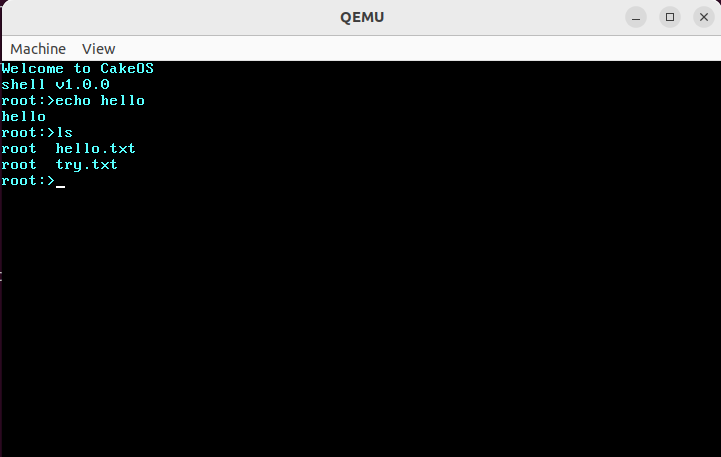 QEMU
Machine View
Welcome to CakeOS
shell v1.0.0
root:>echo hello
hello
root:>ls
root  hello.txt
root  try.txt
root:>_